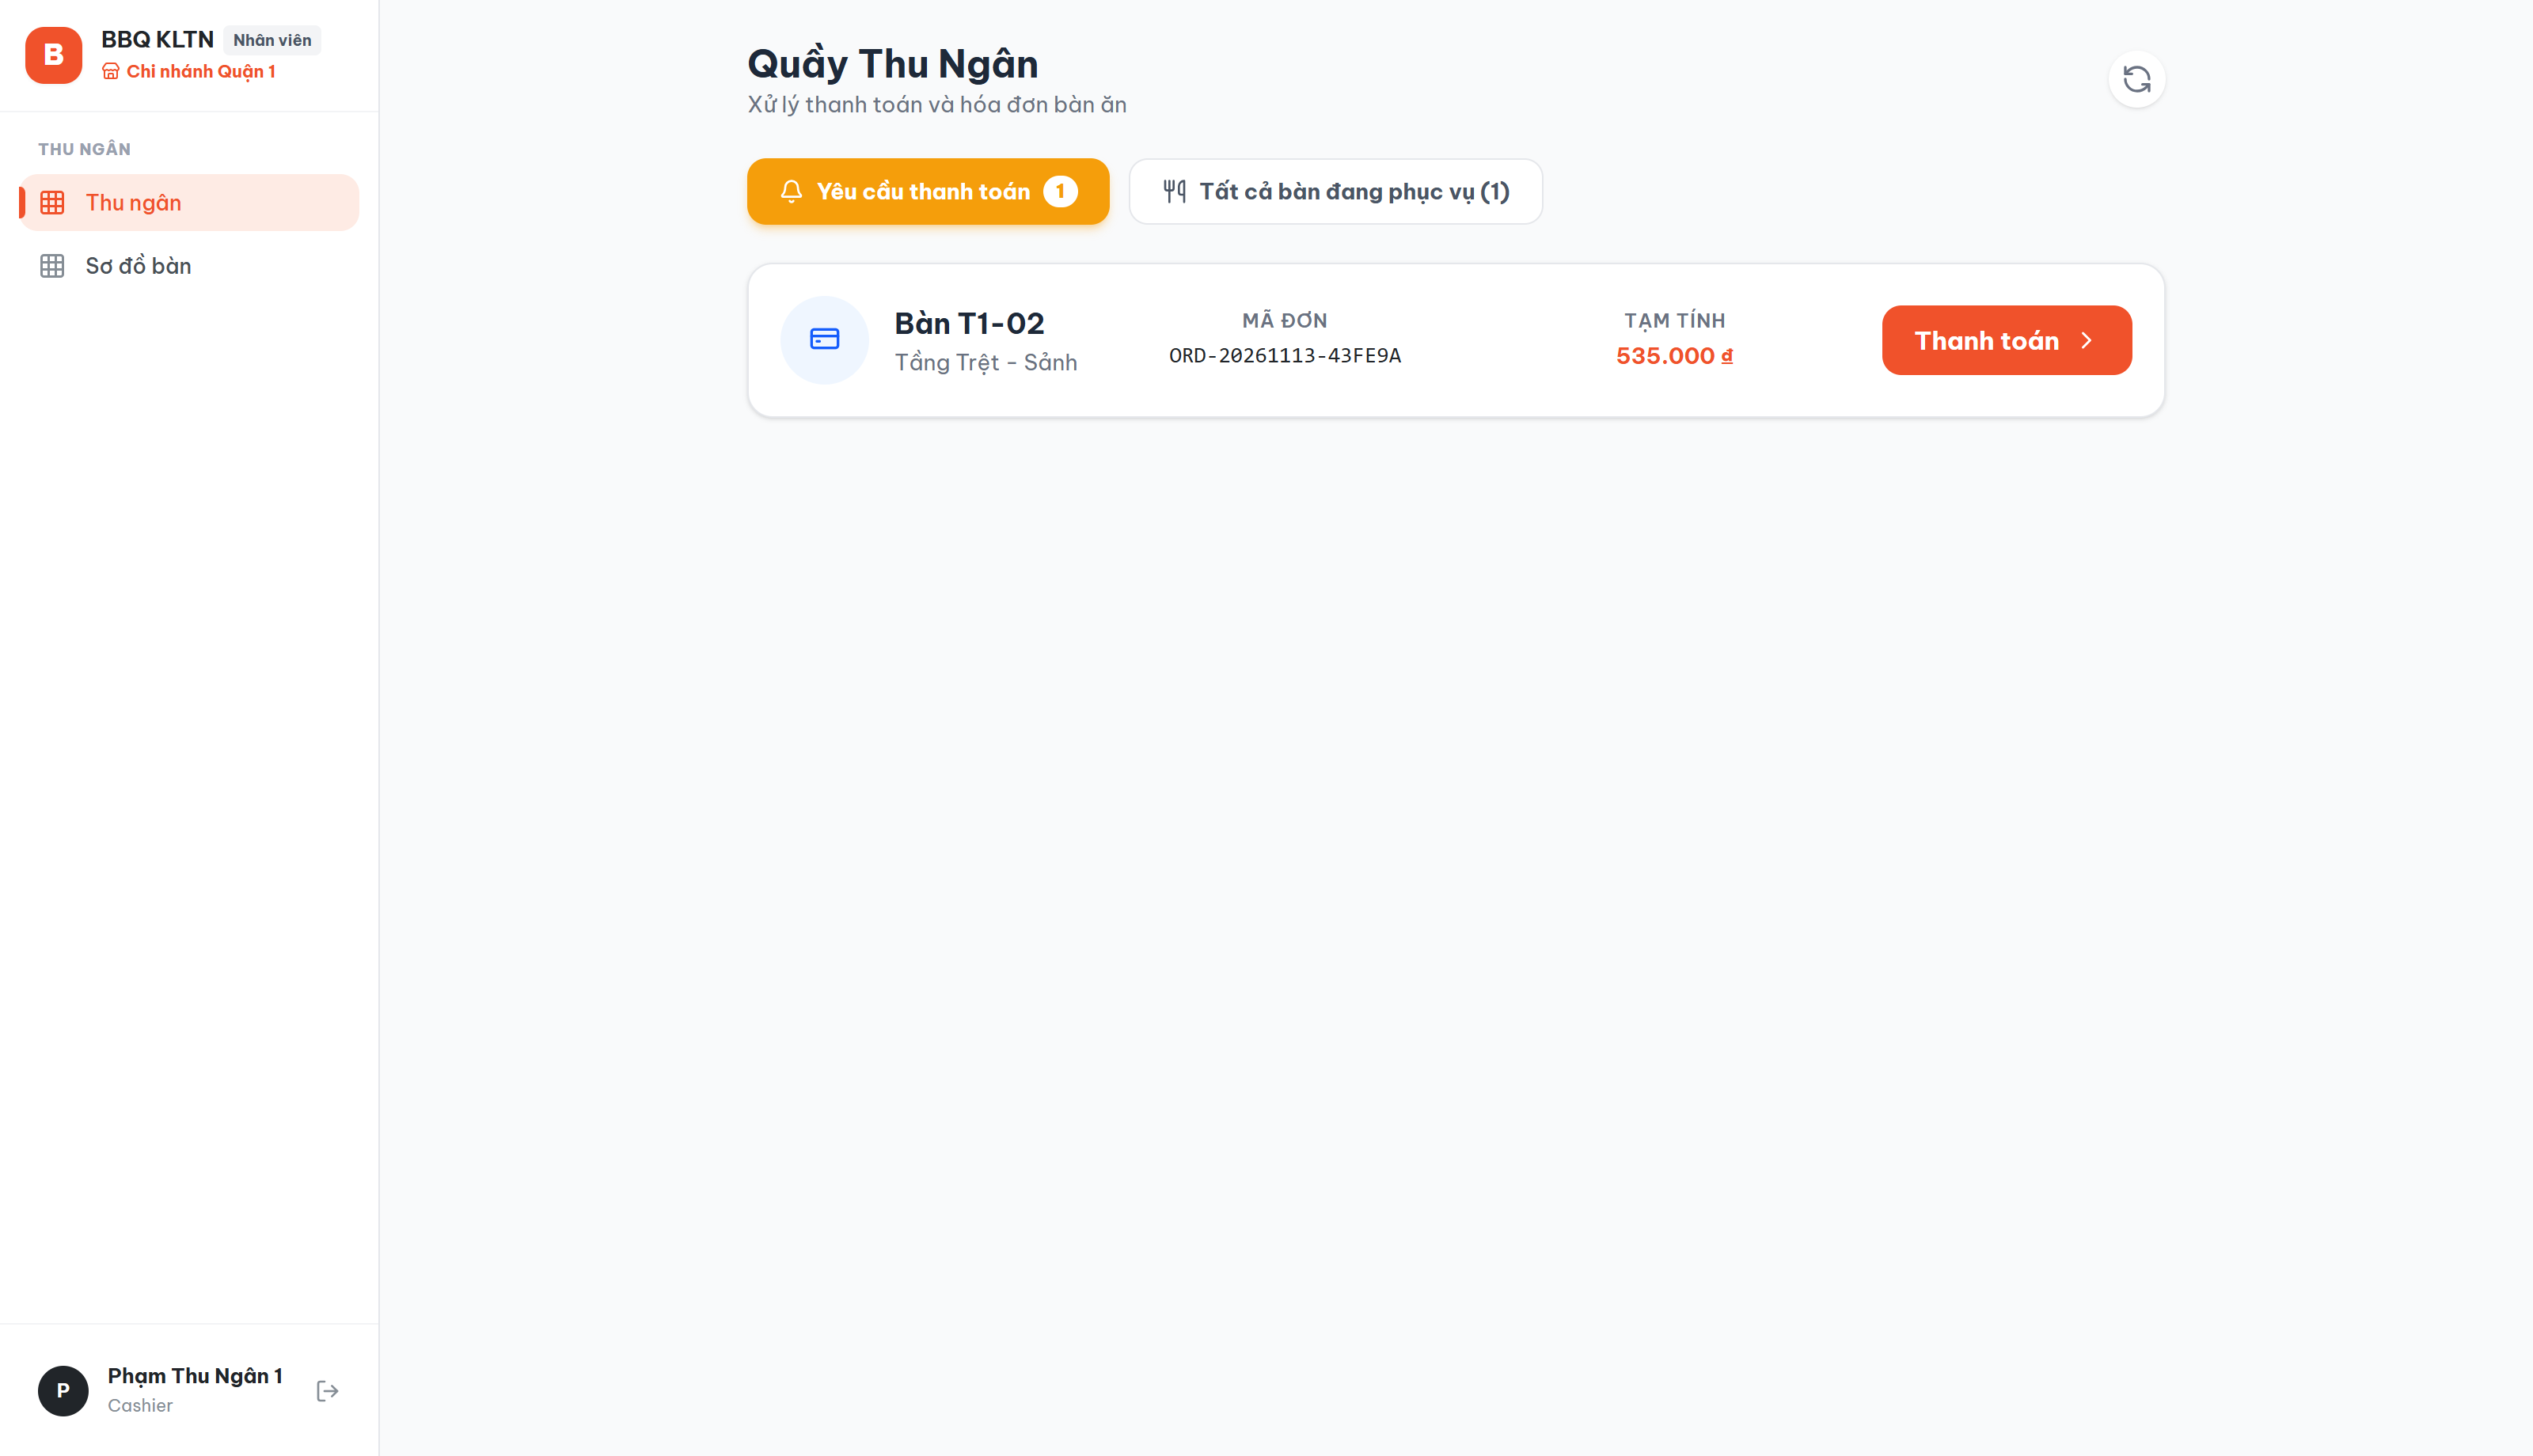 B
BBQ KLTN Nhân viên
Chi nhánh Quận 1
THU NGÂN
Thu ngân
Sơ đồ bàn
Phạm Thu Ngân 1
P
Cashier
Quầy Thu Ngân
Xử lý thanh toán và hóa đơn bàn ăn
Yêu cầu thanh toán 1
Tất cả bàn đang phục vụ (1)
Bàn T1-02
Tầng Trệt - Sảnh
MÃ ĐƠN
ORD-20261113-43FE9A
TẠM TÍNH
535.000 ₫
Thanh toán